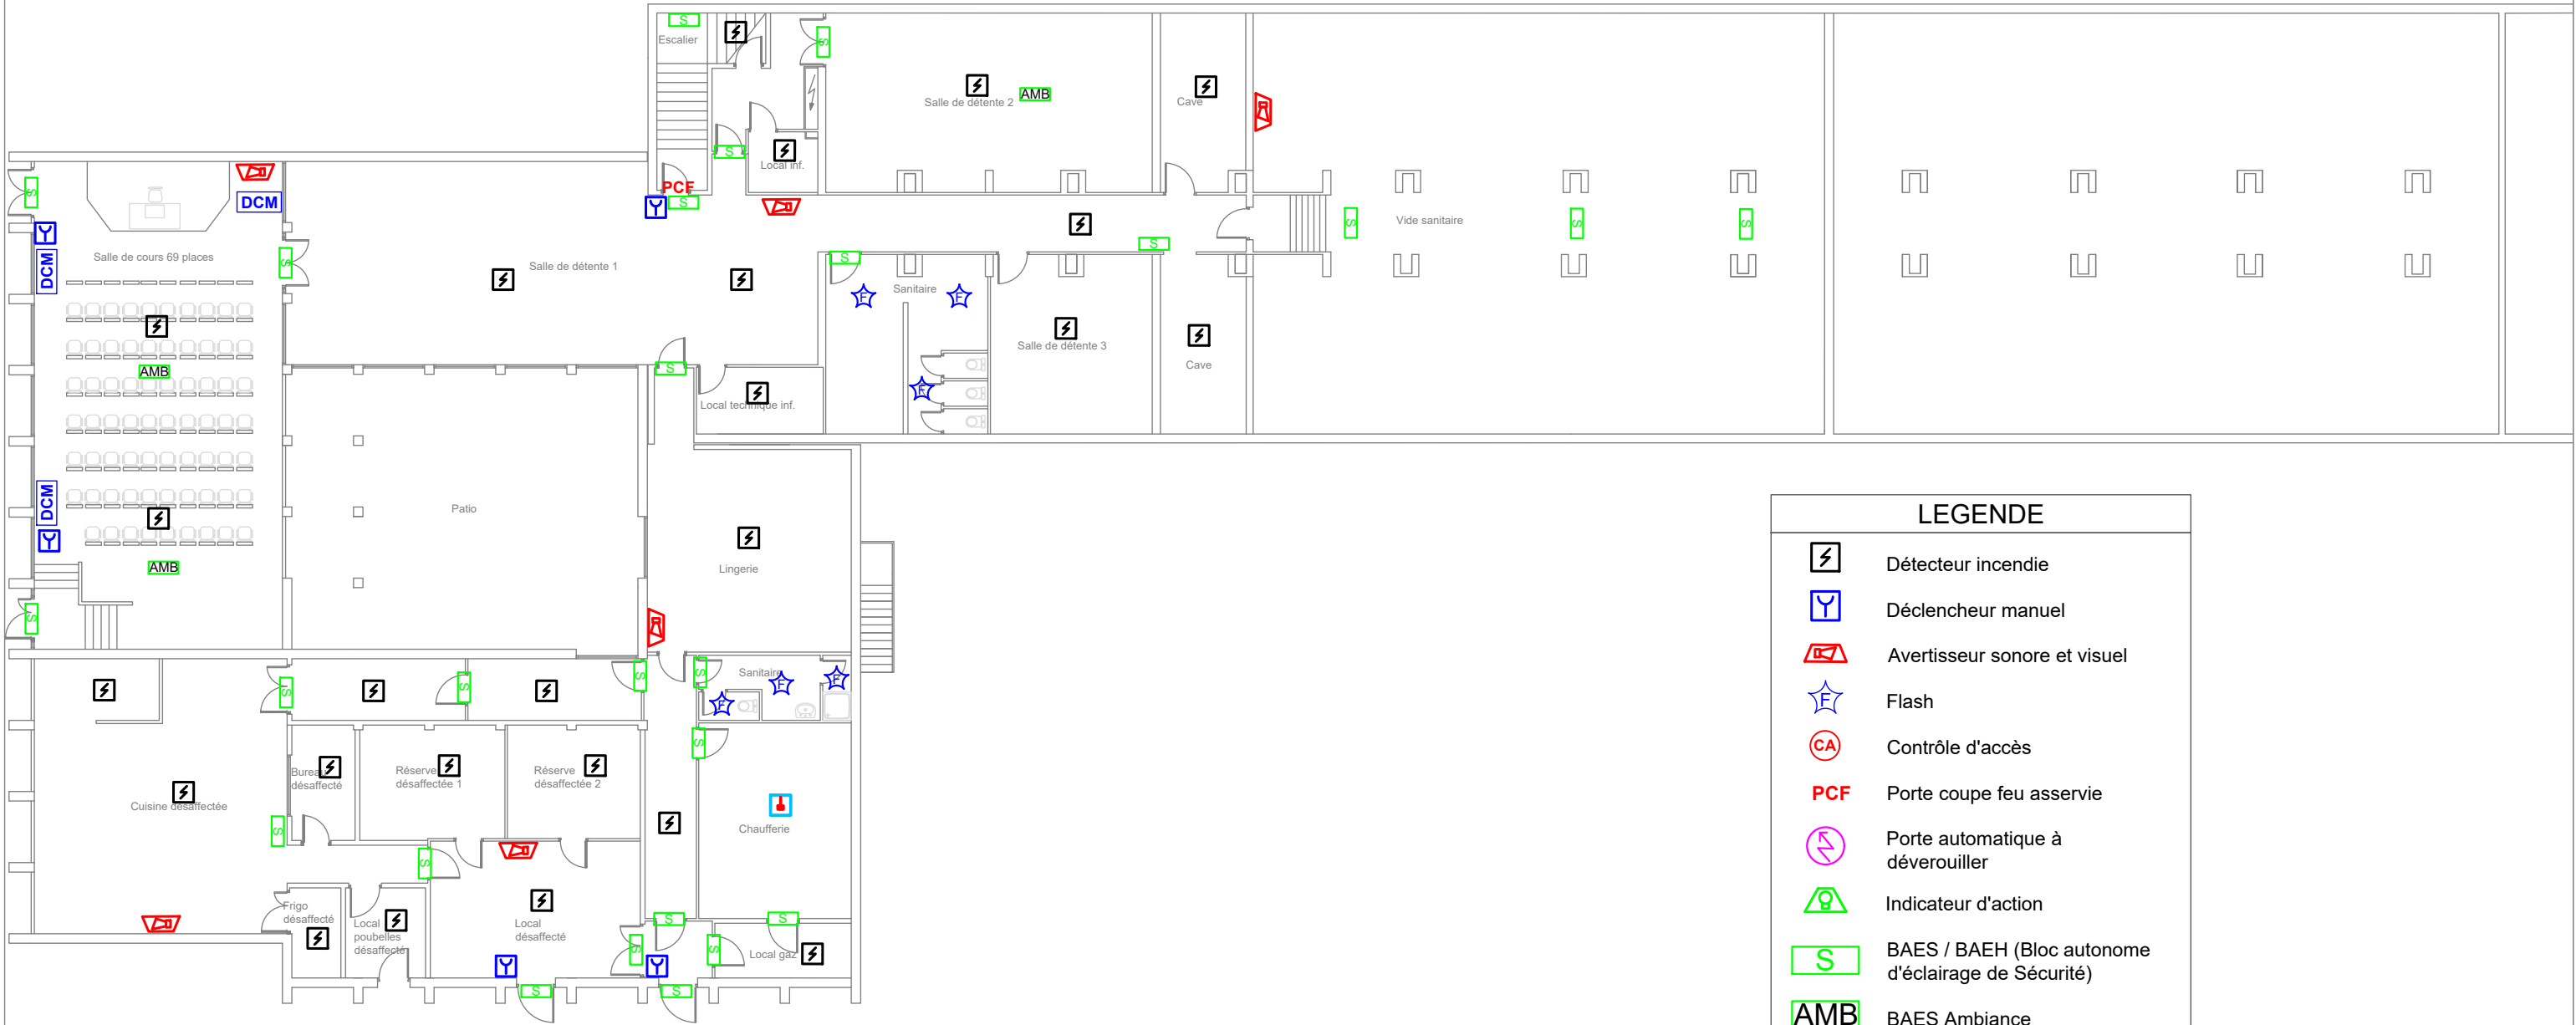 S
Escalier
S
Salle de détente 2
AMB
Cave
S
Local inf.
DCM
PCF
S
S
DCM
Salle de cours 69 places
S
Salle de détente 1
S
S
Sanitaire
F
F
S
Vide sanitaire
S
S
Salle de détente 3
Cave
F
S
Local technique inf.
AMB
DCM
Patio
AMB
Lingerie
S
S
S
S
S
Sanitaire
F
F
F
S
Bureau
désaffecté
Réserve
désaffectée 1
Réserve
désaffectée 2
Cuisine désaffectée
S
S
Chaufferie
Frigo
désaffecté
Local
poubelles
désaffecté
Local
désaffecté
S
S
S
S
Local gaz
S
S
LEGENDE
Détecteur incendie
Déclencheur manuel
Avertisseur sonore et visuel
F Flash
CA Contrôle d'accès
PCF Porte coupe feu asservie
Porte automatique à
déverouiller
Indicateur d'action
S BAES / BAEH (Bloc autonome
d'éclairage de Sécurité)
AMB BAES Ambiance